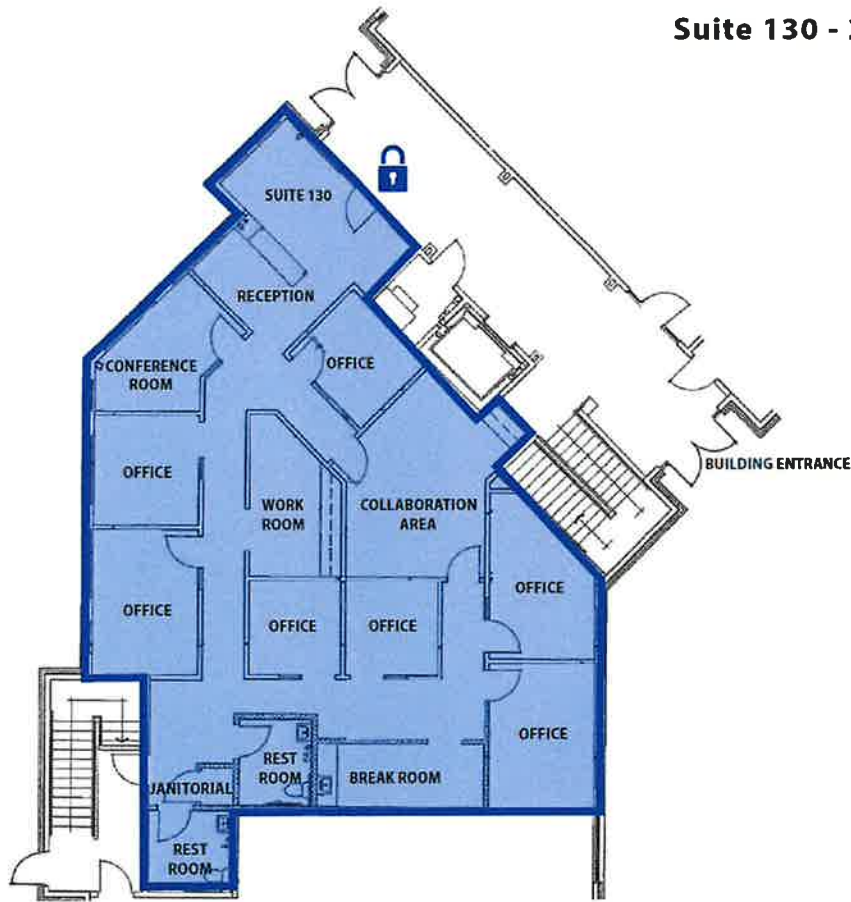 Suite 130 -
SUITE 130
RECEPTION
OFFICE
CONFERENCE
ROOM
OFFICE
BUILDING ENTRANCE
WORK
ROOM
COLLABORATION
AREA
OFFICE
OFFICE
OFFICE
OFFICE
OFFICE
REST
ROOM
BREAK ROOM
JANITORIAL
REST
ROOM